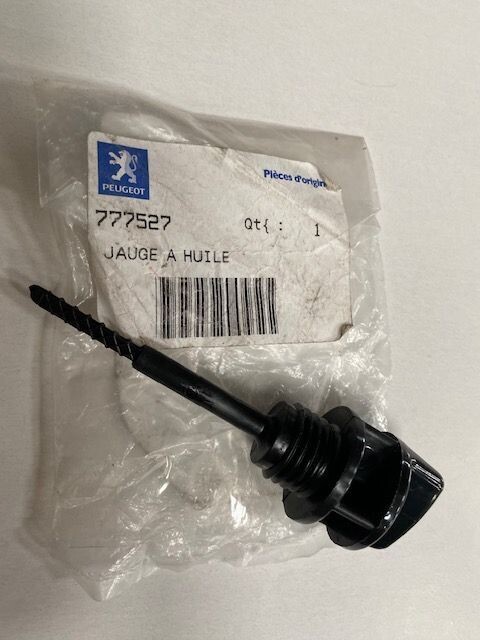 PEUGEOT
Pièces d'origin
777527
Qt{ : 1
JAUGE A HUILE